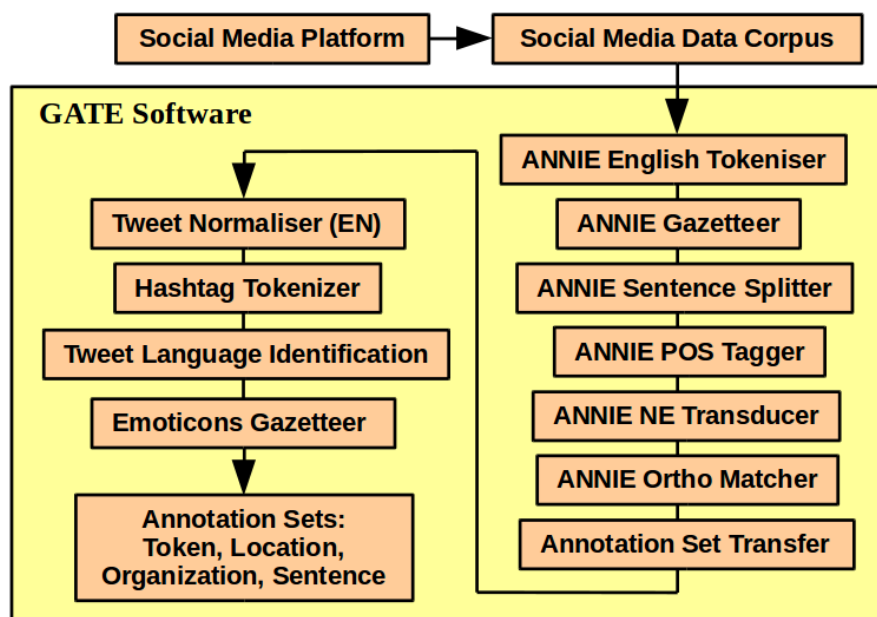 Social Media Platform
Social Media Data Corpus
GATE Software
ANNIE English Tokeniser
ANNIE Gazetteer
ANNIE Sentence Splitter
ANNIE POS Tagger
ANNIE NE Transducer
ANNIE Ortho Matcher
Annotation Set Transfer
Tweet Normaliser (EN)
Hashtag Tokenizer
Tweet Language Identification
Emoticons Gazetteer
Annotation Sets:
Token, Location,
Organization, Sentence